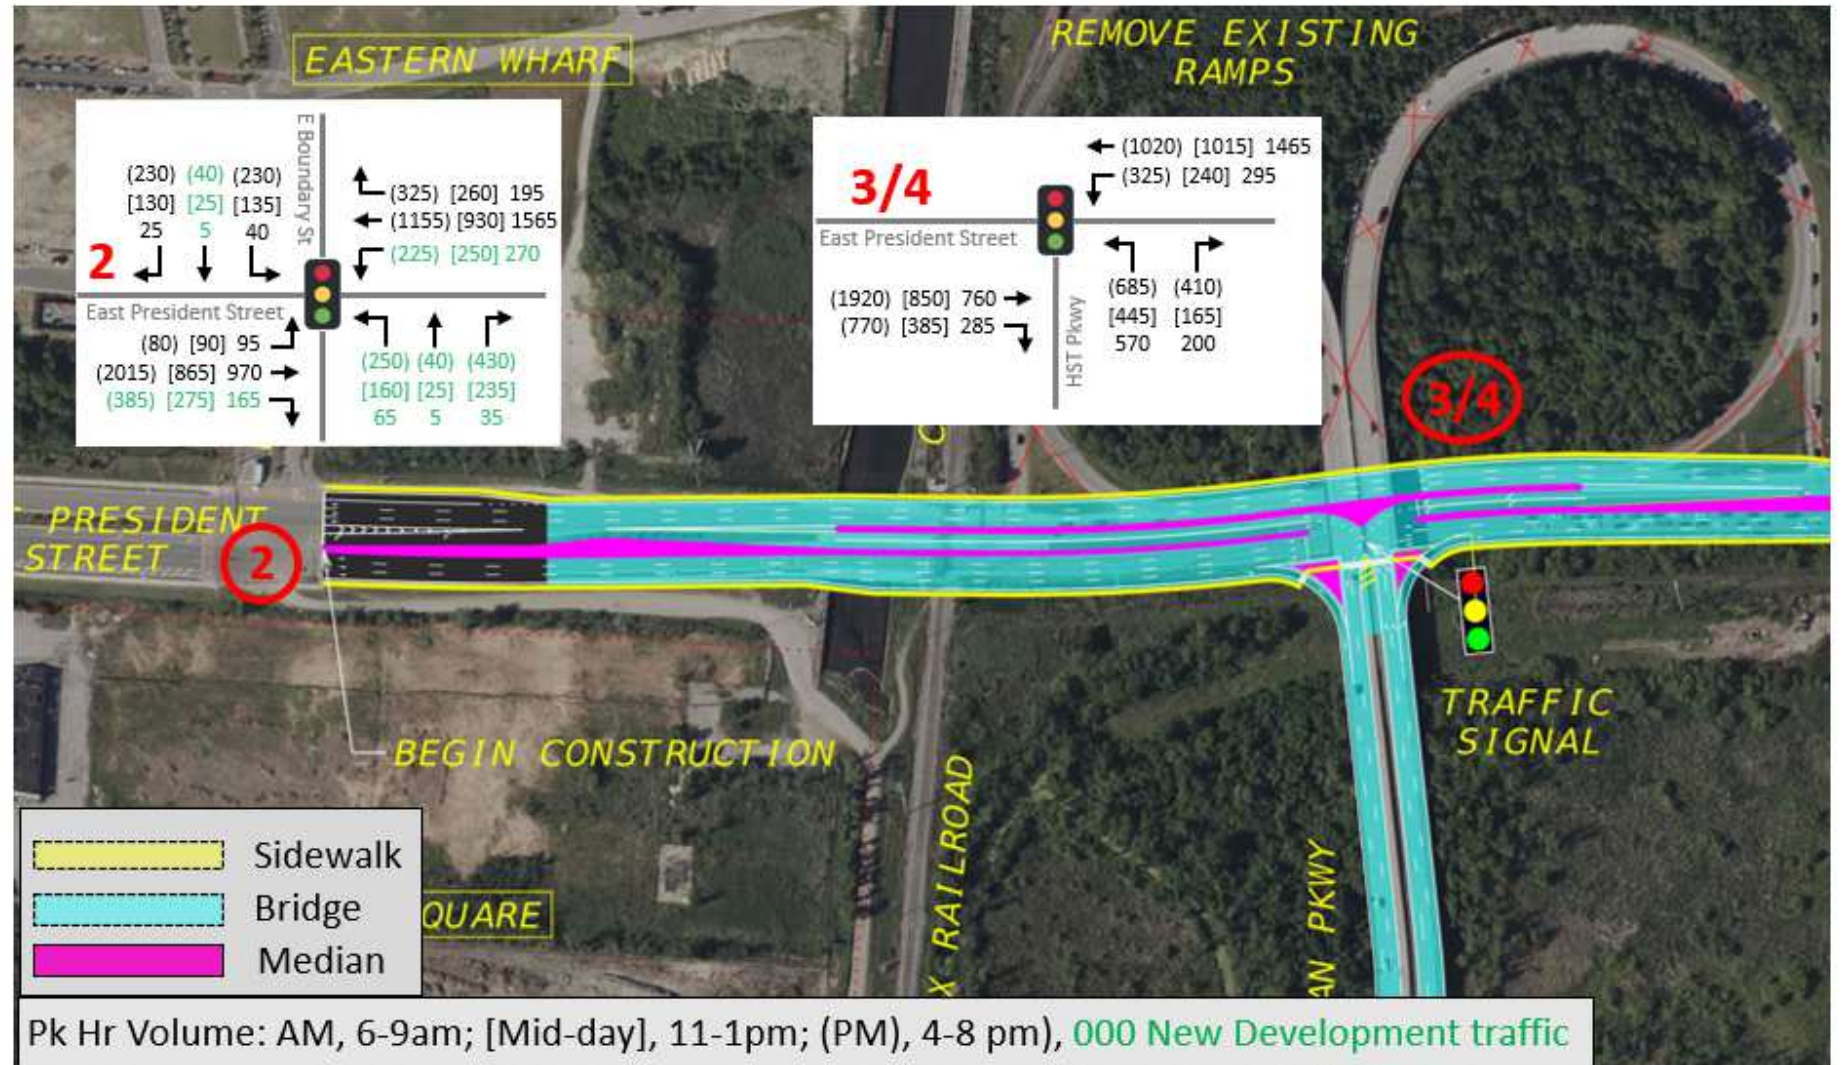 EASTERN WHARF
REMOVE EXISTING
RAMPS
E Boundary St
(230) (40) (230)
[130] [25] [135]
25 5 40
2
(325) [260] 195
(1155) [930] 1565
(225) [250] 270
East President Street
(80) [90] 95
(2015) [865] 970
(385) [275] 165
(250) (40) (430)
[160] [25] [235]
65 5 35
3/4
(1020) [1015] 1465
(325) [240] 295
East President Street
(1920) [850] 760
(770) [385] 285
HST Pkwy
(685) (410)
[445] [165]
570 200
3/4
PRESIDENT
STREET
2
TRAFFIC
SIGNAL
BEGIN CONSTRUCTION
X RAILROAD
AN PKWY
QUARE
Sidewalk
Bridge
Median
Pk Hr Volume: AM, 6-9am; [Mid-day], 11-1pm; (PM), 4-8 pm), 000 New Development traffic